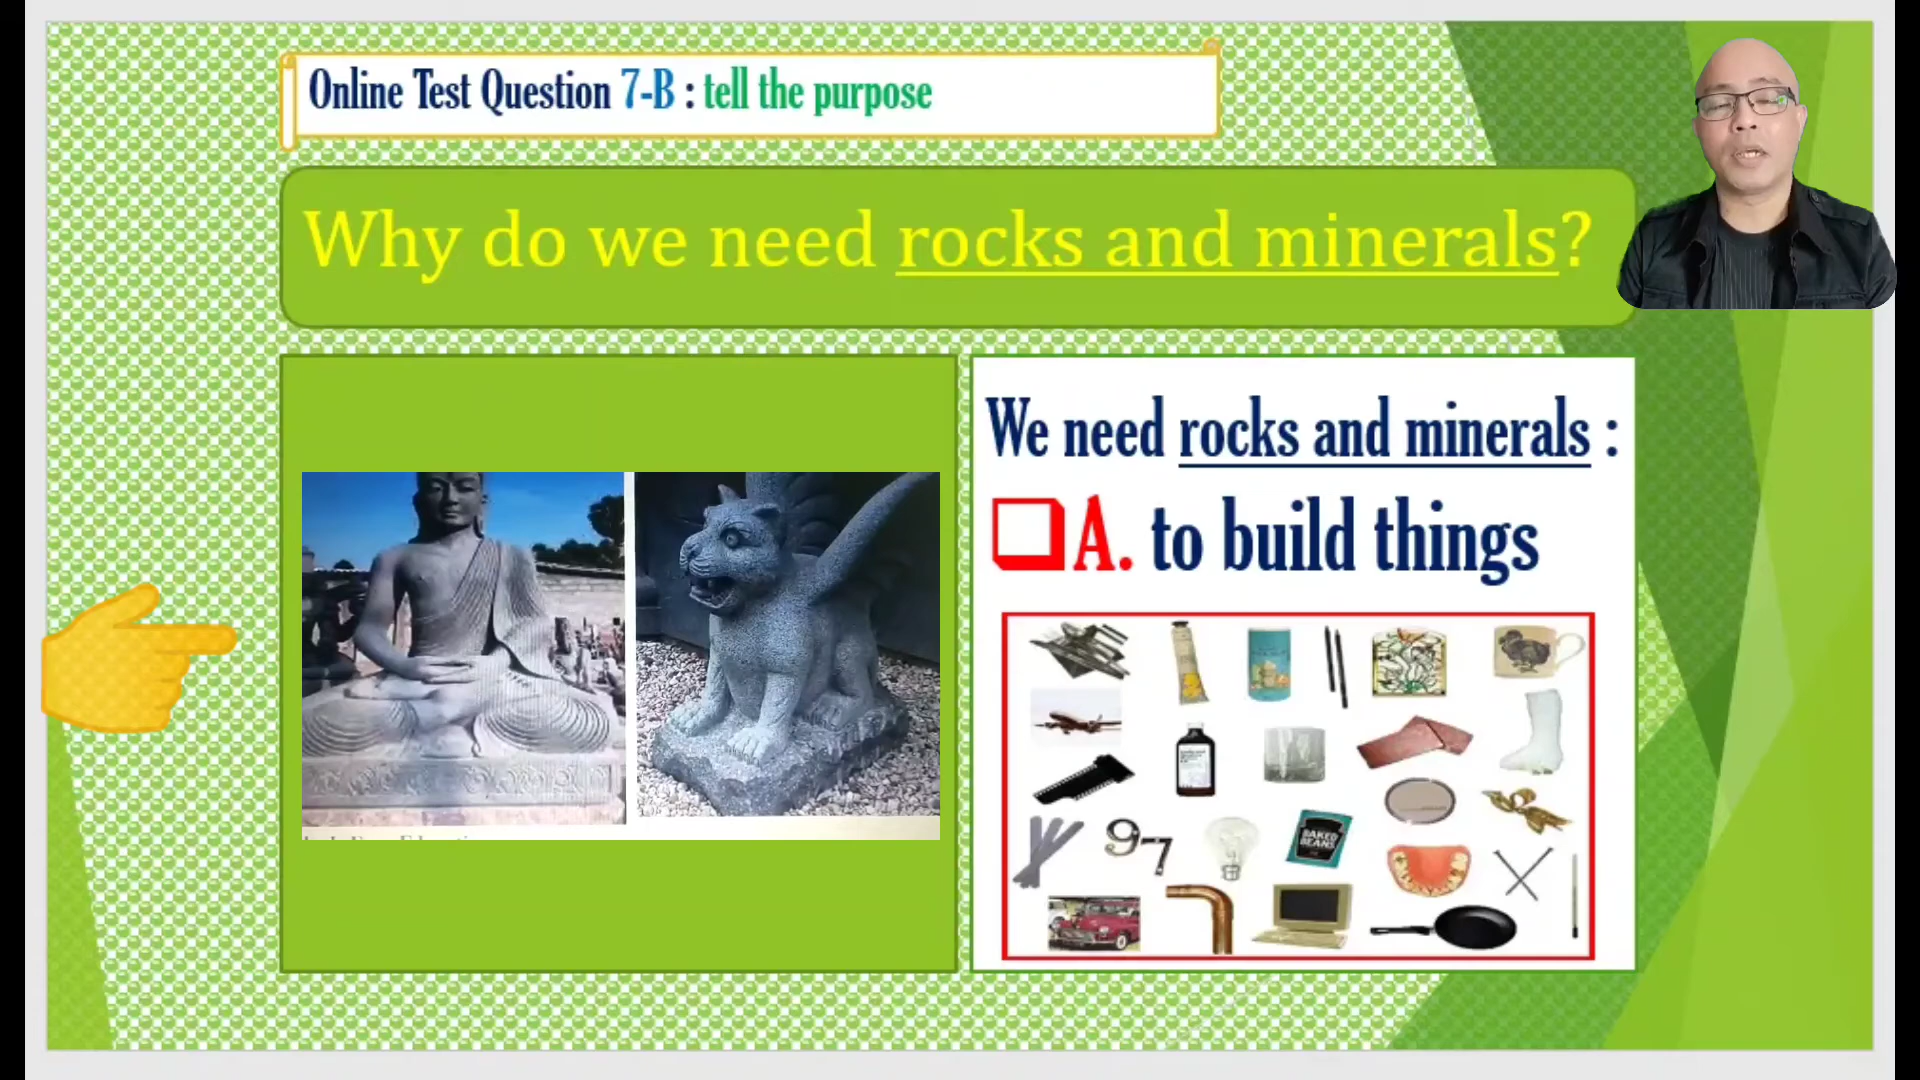 Online Test Question 7-B : tell the purpose
Why do we need rocks and minerals?
We need rocks and minerals :
A. to build things
97
BAKED
BEANS